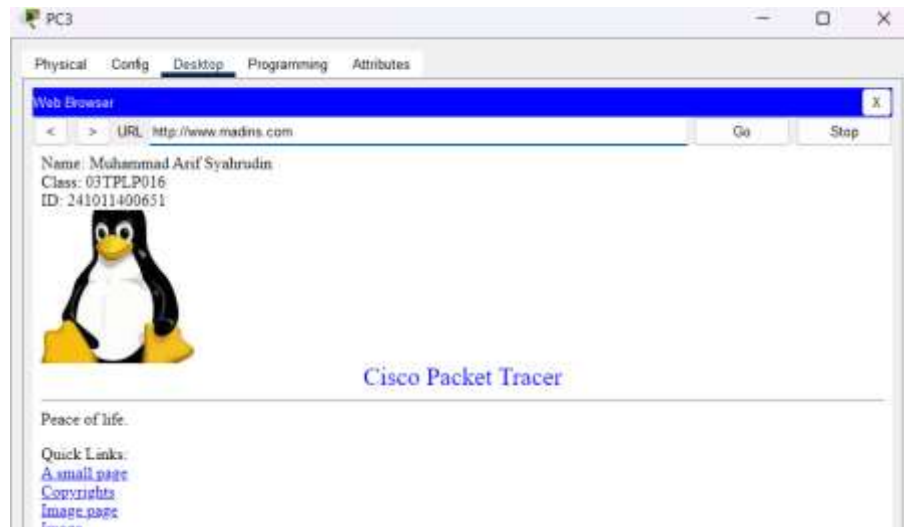 PC3
Physical Config Desktop Programming Attributes
Web Browser X
< > URL http://www.madins.com Go Stop
Name: Muhammad Arif Syahrudin
Class: 03TPLP016
ID: 241011400651
Cisco Packet Tracer
Peace of life.
Quick Links:
A small page
Copyrights
Image page
Image